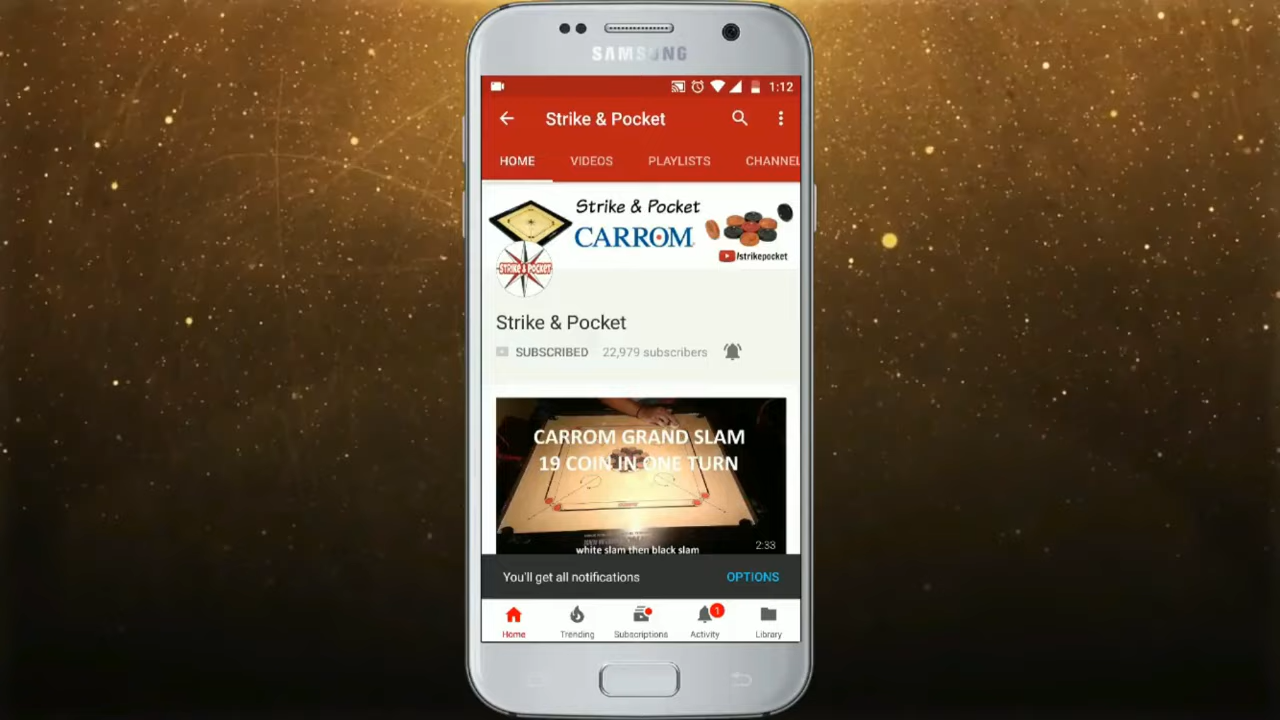 SAMSUNG
1:12
Strike & Pocket
HOME VIDEOS PLAYLISTS CHANNEL
Strike & Pocket
CARROM
/strikepocket
STRIKE & POCKET
Strike & Pocket
SUBSCRIBED 22,979 subscribers
CARROM GRAND SLAM
19 COIN IN ONE TURN
white slam then black slam
2:33
You'll get all notifications OPTIONS
1
Home Trending Subscriptions Activity Library